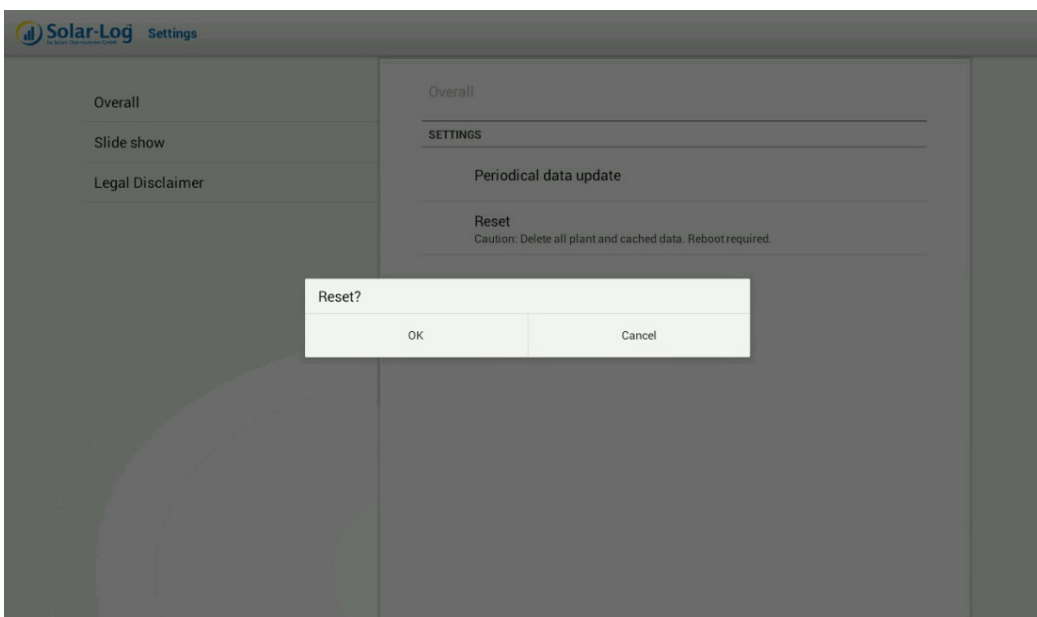 Solar-Log Settings
Overall
Slide show
Legal Disclaimer
Overall
SETTINGS
Periodical data update
Reset
Caution: Delete all plant and cached data. Reboot required.
Reset?
OK
Cancel